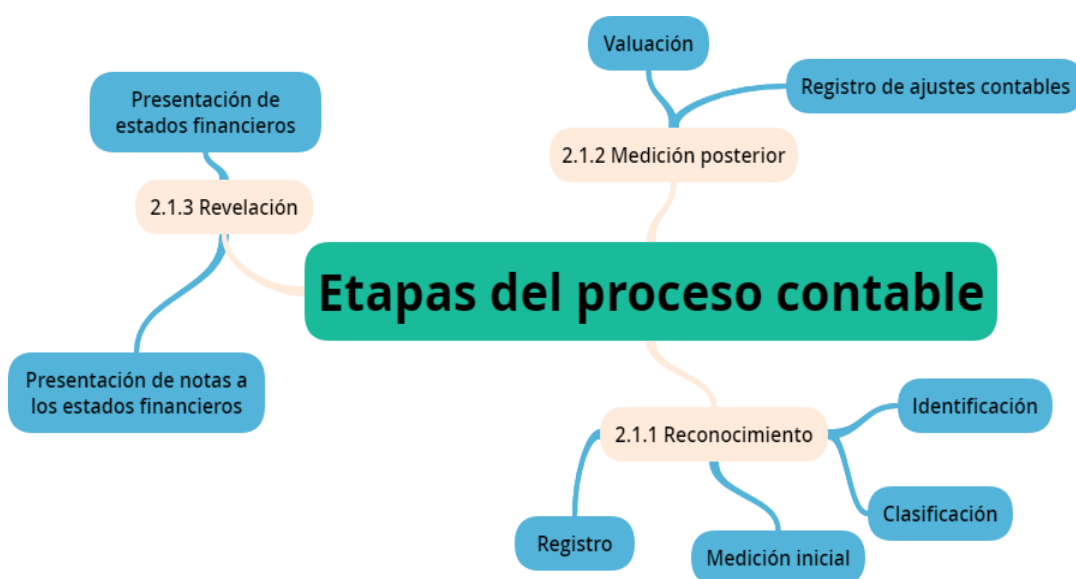 Valuación
Registro de ajustes contables
Presentación de
estados financieros
2.1.2 Medición posterior
2.1.3 Revelación
Etapas del proceso contable
Presentación de notas a
los estados financieros
Identificación
2.1.1 Reconocimiento
Clasificación
Registro
Medición inicial